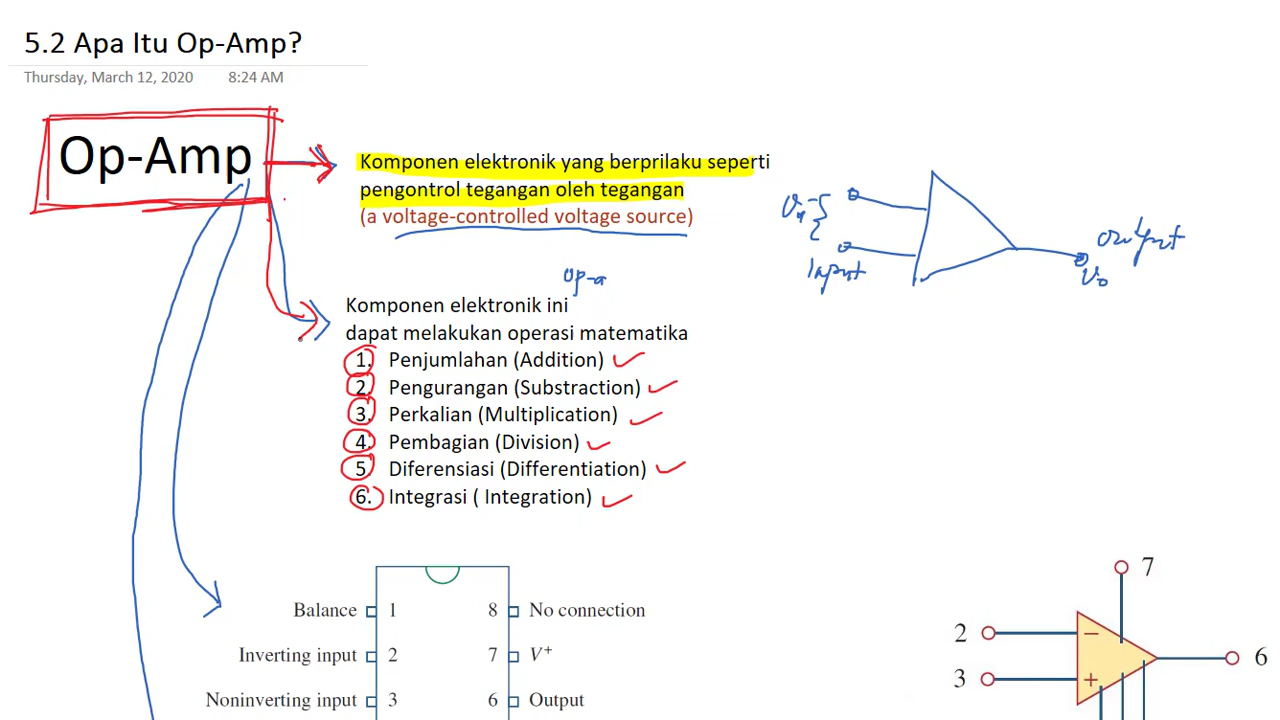 5.2 Apa Itu Op-Amp?
Thursday, March 12, 2020 8:24 AM
Op-Amp
Komponen elektronik yang berprilaku seperti
pengontrol tegangan oleh tegangan
(a voltage-controlled voltage source)
Input
output
Vo
op-a
Komponen elektronik ini
dapat melakukan operasi matematika
1. Penjumlahan (Addition)
2. Pengurangan (Substraction)
3. Perkalian (Multiplication)
4. Pembagian (Division)
5. Diferensiasi (Differentiation)
6. Integrasi ( Integration)
Balance 1 8 No connection
Inverting input 2 7 V+
Noninverting input 3 6 Output
7
2 −
6
3 +